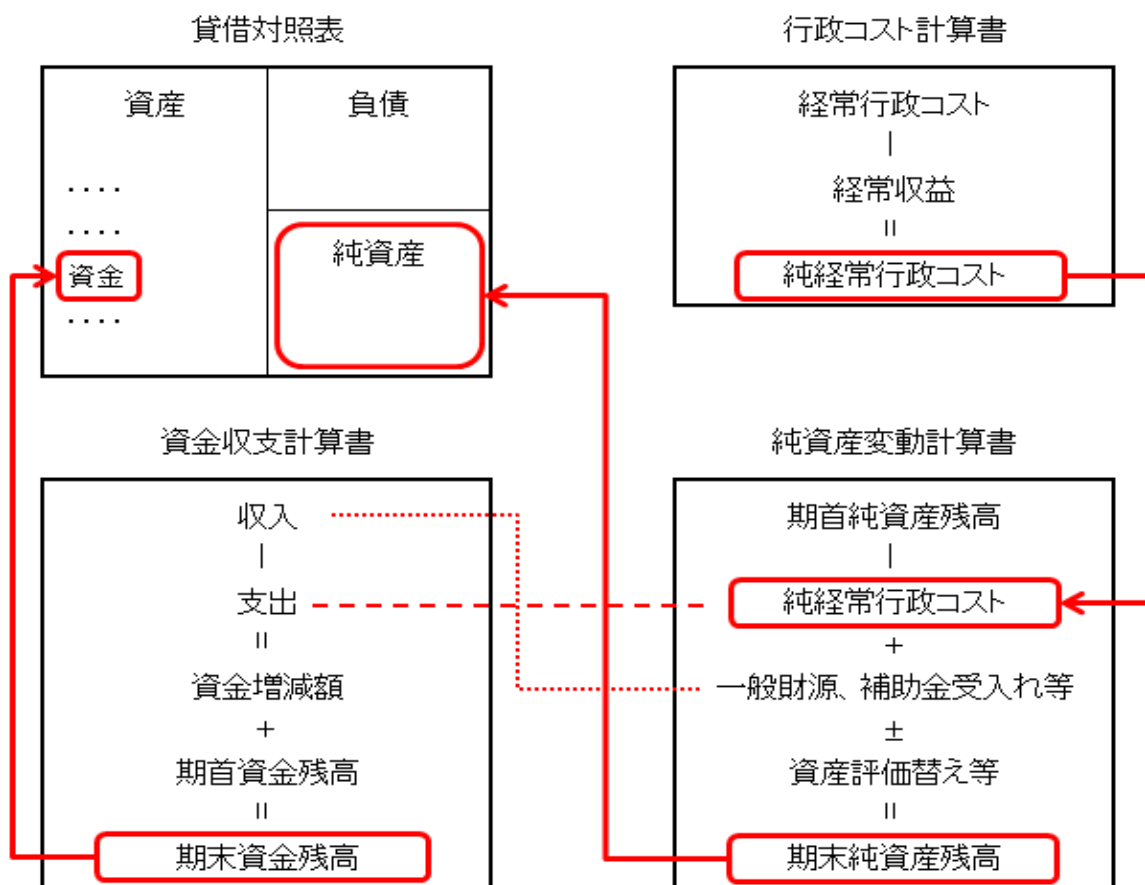 貸借対照表
資産
負債
････
････
資金
････
純資産
行政コスト計算書
経常行政コスト
－
経常収益
＝
純経常行政コスト
資金収支計算書
収入
－
支出
＝
資金増減額
＋
期首資金残高
＝
期末資金残高
純資産変動計算書
期首純資産残高
－
純経常行政コスト
＋
一般財源、補助金受入れ等
±
資産評価替え等
＝
期末純資産残高